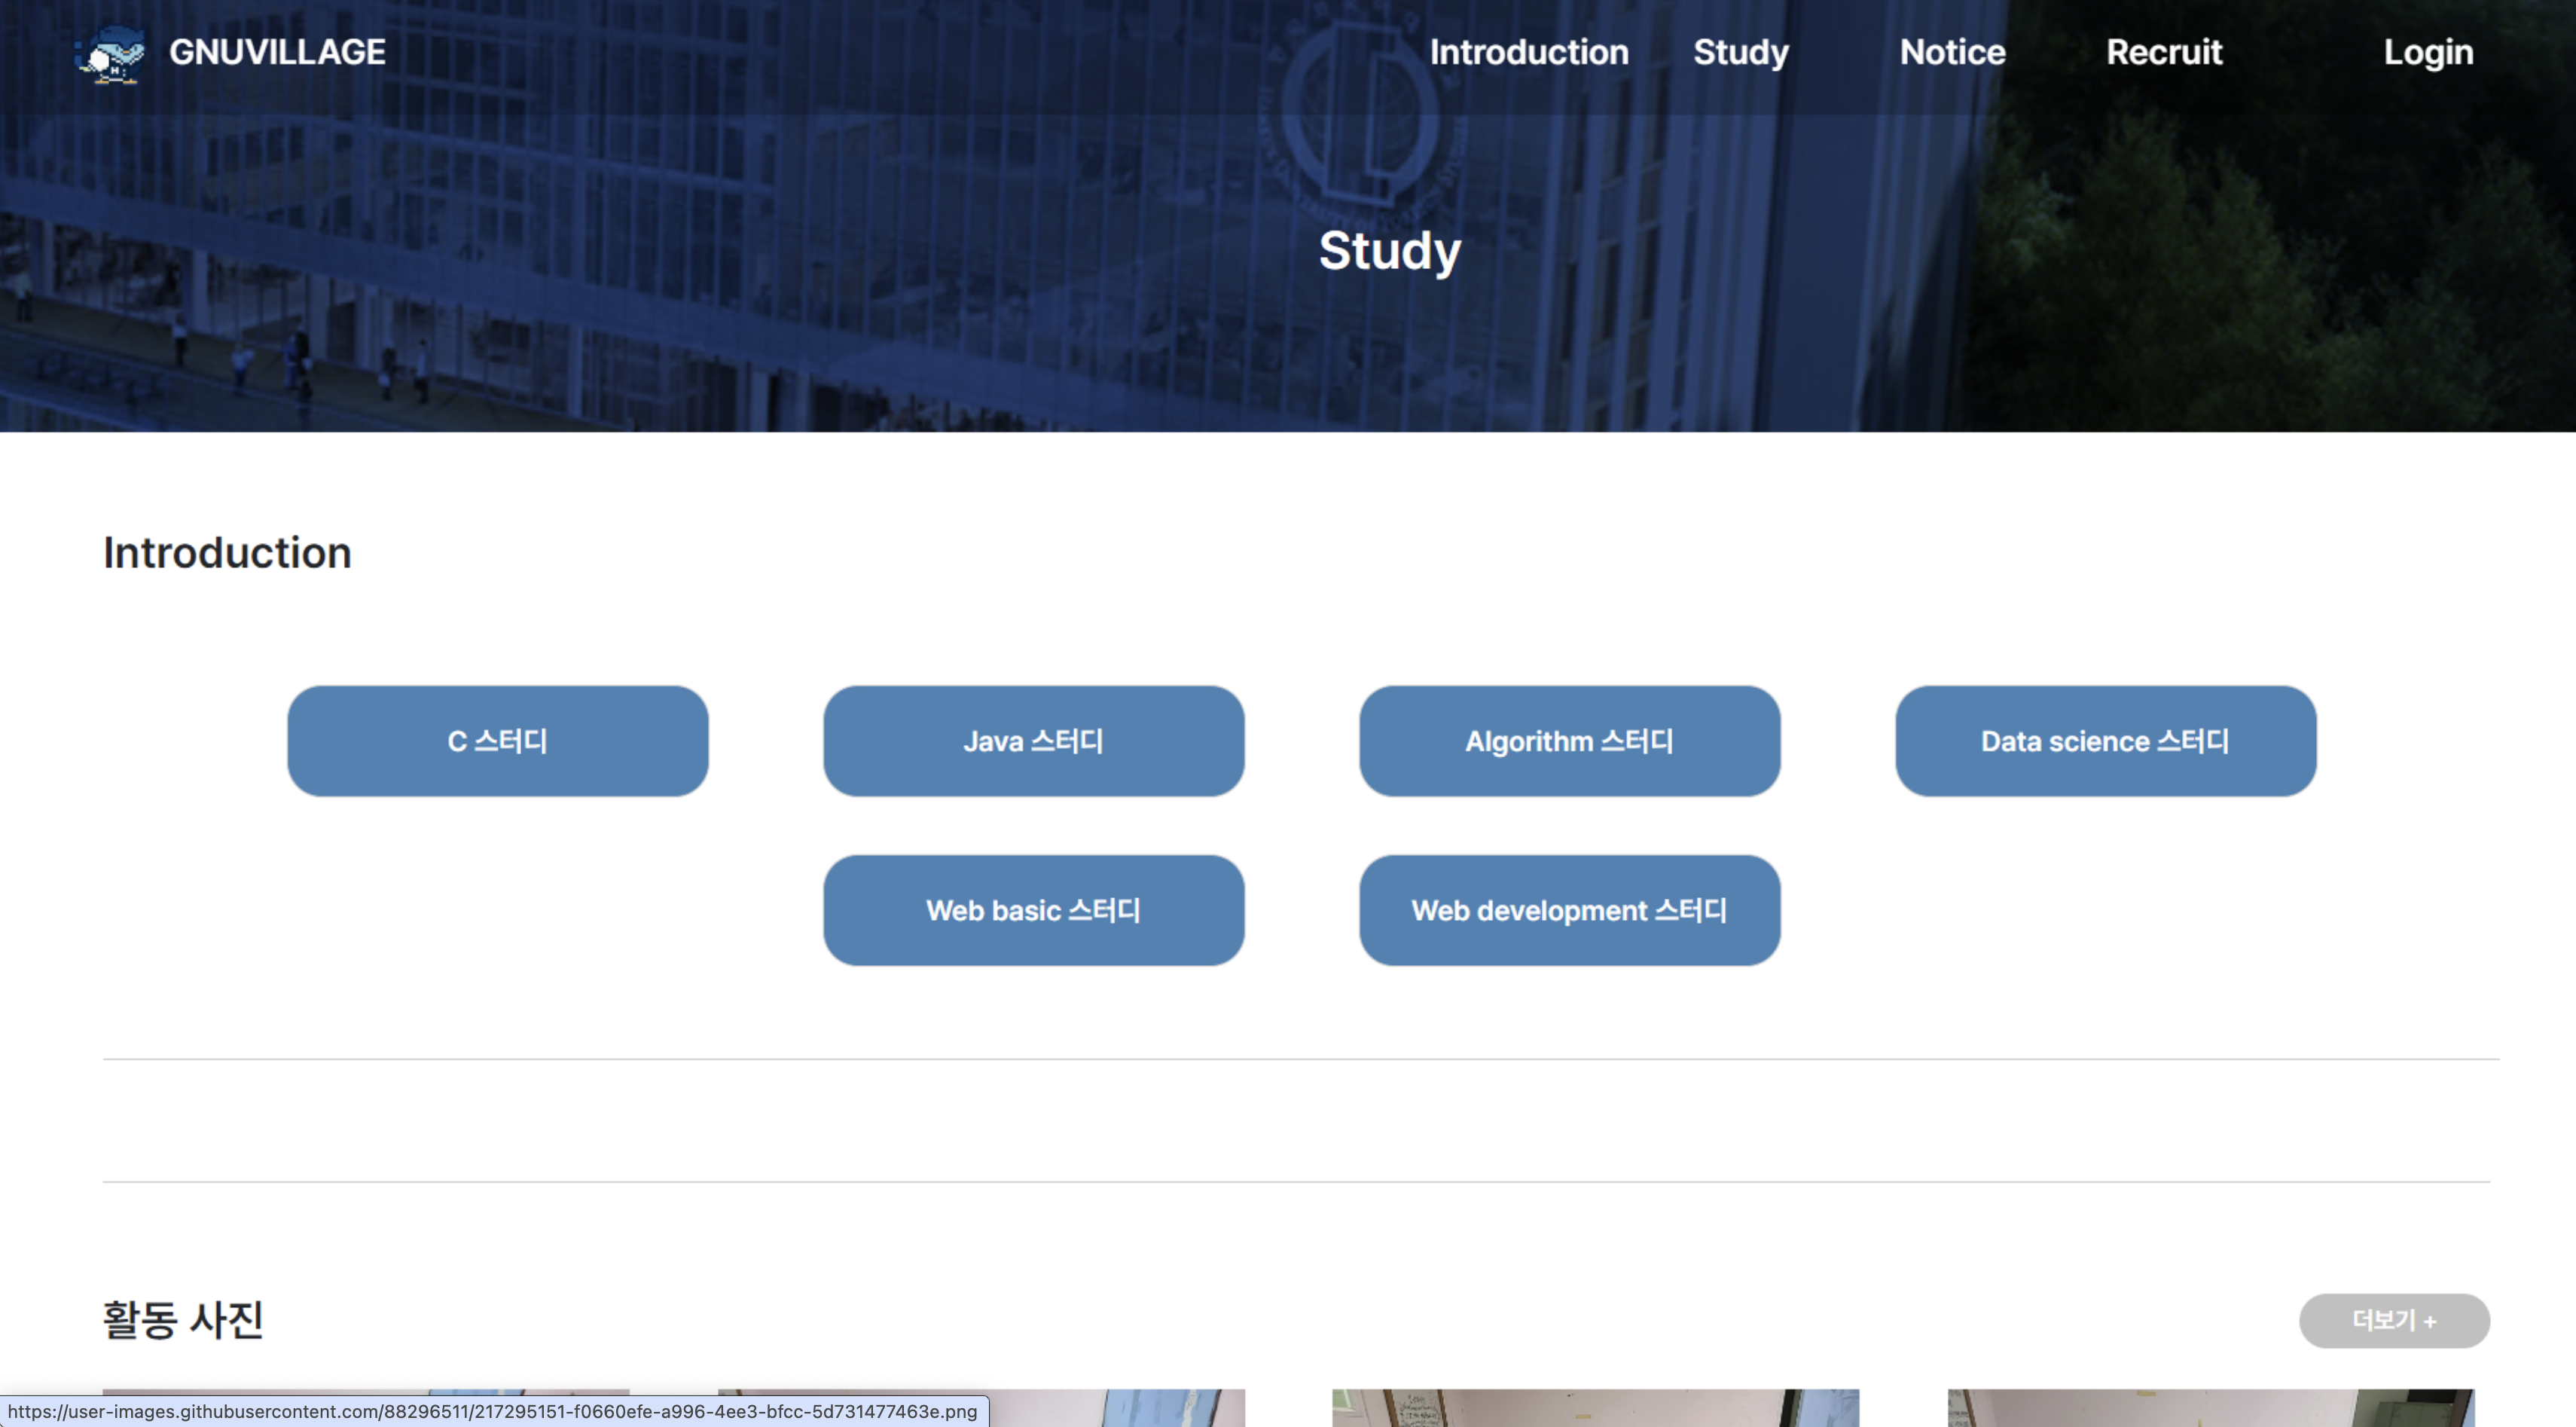 GNUVILLAGE
Introduction
Study
Notice
Recruit
Login
Study
Introduction
C 스터디
Java 스터디
Algorithm 스터디
Data science 스터디
Web basic 스터디
Web development 스터디
활동 사진
더보기 +
https://user-images.githubusercontent.com/88296511/217295151-f0660efe-a996-4ee3-bfcc-5d731477463e.png